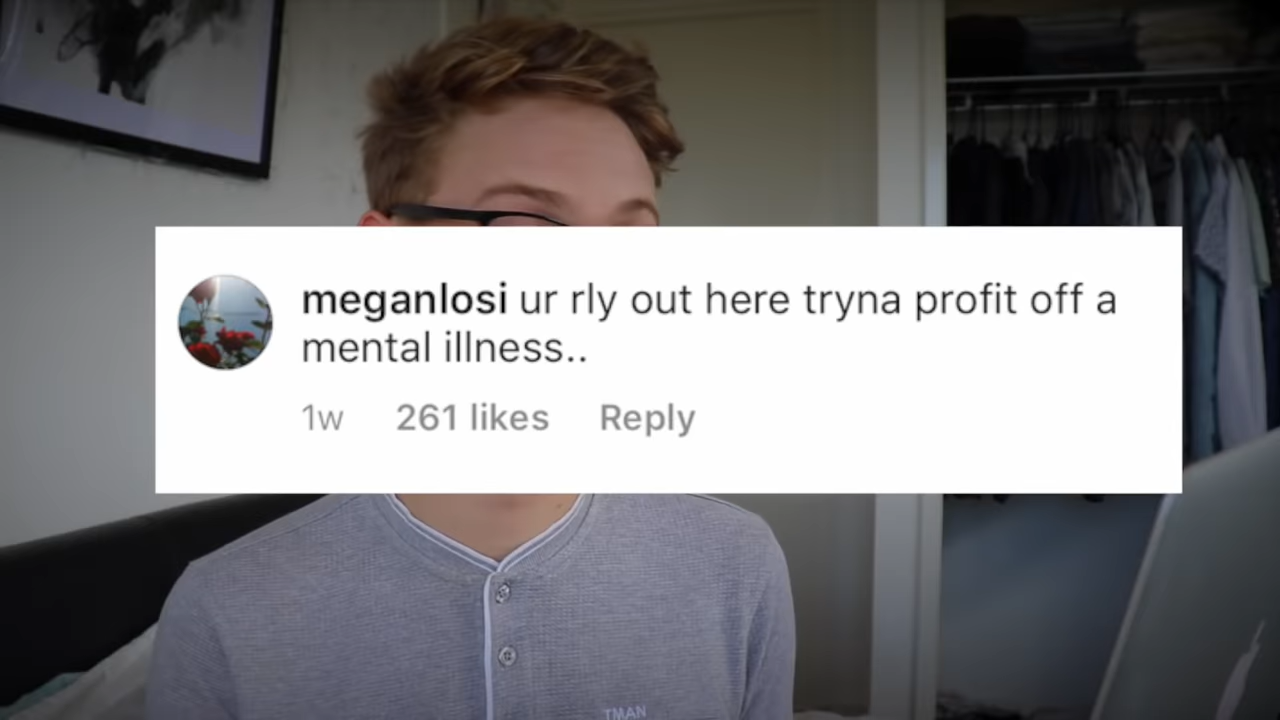 meganlosi ur rly out here tryna profit off a
mental illness..
1w 261 likes Reply
TMAN